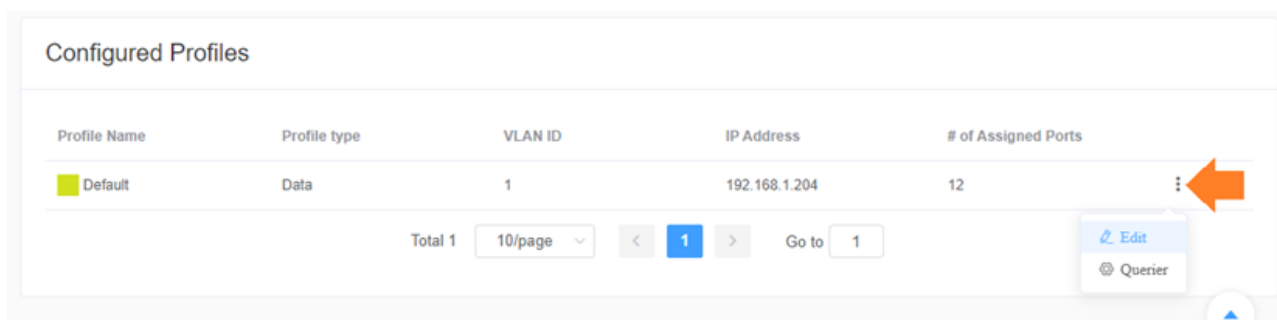 Configured Profiles
Profile Name Profile type VLAN ID IP Address # of Assigned Ports
Default Data 1 192.168.1.204 12
Total 1 10/page 1 Go to 1
Edit
Querier